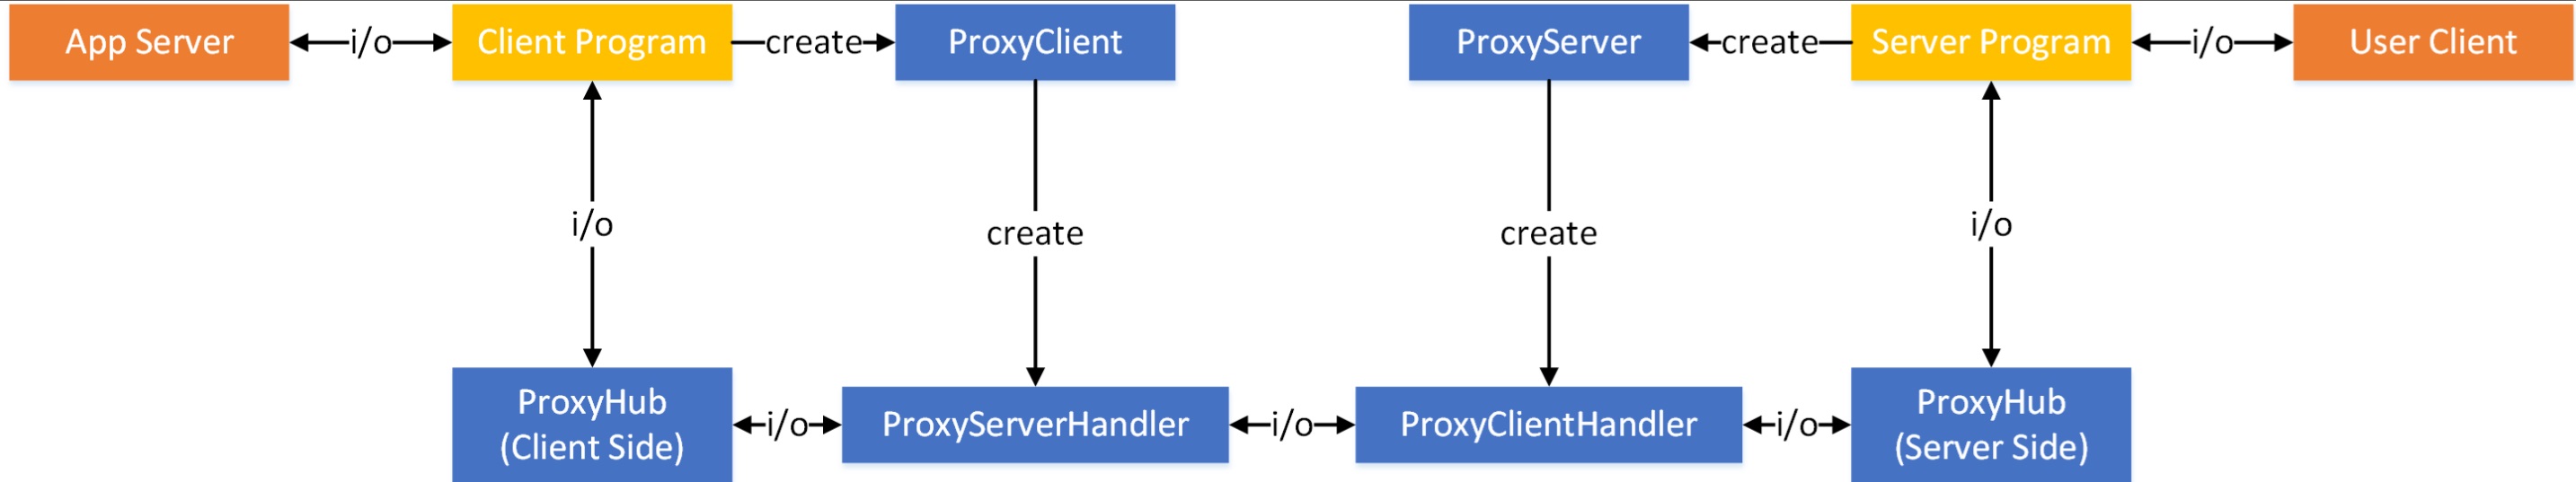 App Server
i/o
Client Program
create
ProxyClient
ProxyServer
create
Server Program
i/o
User Client
i/o
create
create
i/o
ProxyHub
(Client Side)
i/o
ProxyServerHandler
i/o
ProxyClientHandler
i/o
ProxyHub
(Server Side)